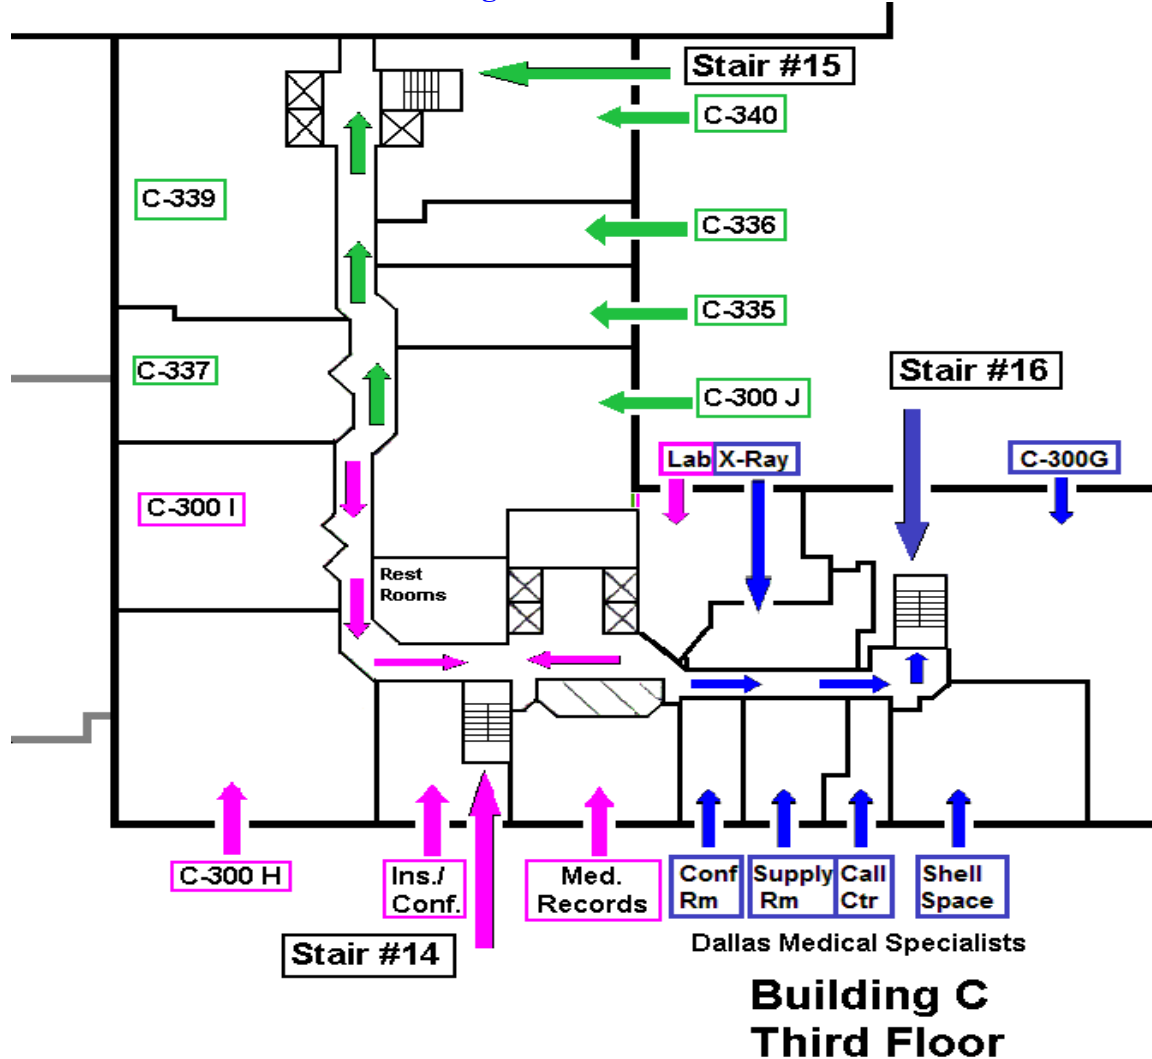 Stair #15
C-340
C-339
C-336
C-335
C-337
Stair #16
C-300 J
Lab
X-Ray
C-300G
C-300 I
Rest
Rooms
C-300 H
Ins./
Conf.
Med.
Records
Conf
Rm
Supply
Rm
Call
Ctr
Shell
Space
Stair #14
Dallas Medical Specialists
Building C
Third Floor